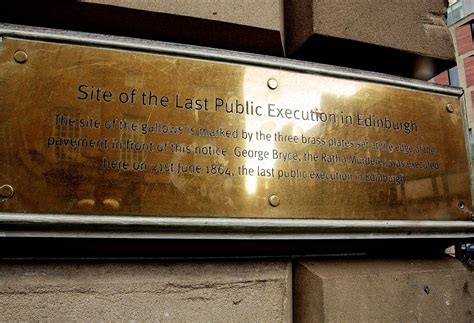 Site of the Last Public Execution in Edinburgh
The site of the gallows is marked by the three brass plates set at the edge of the
pavement in front of this notice. George Bryce, the Ratho Murderer, was executed
here on 21st June 1864, the last public execution in Edinburgh